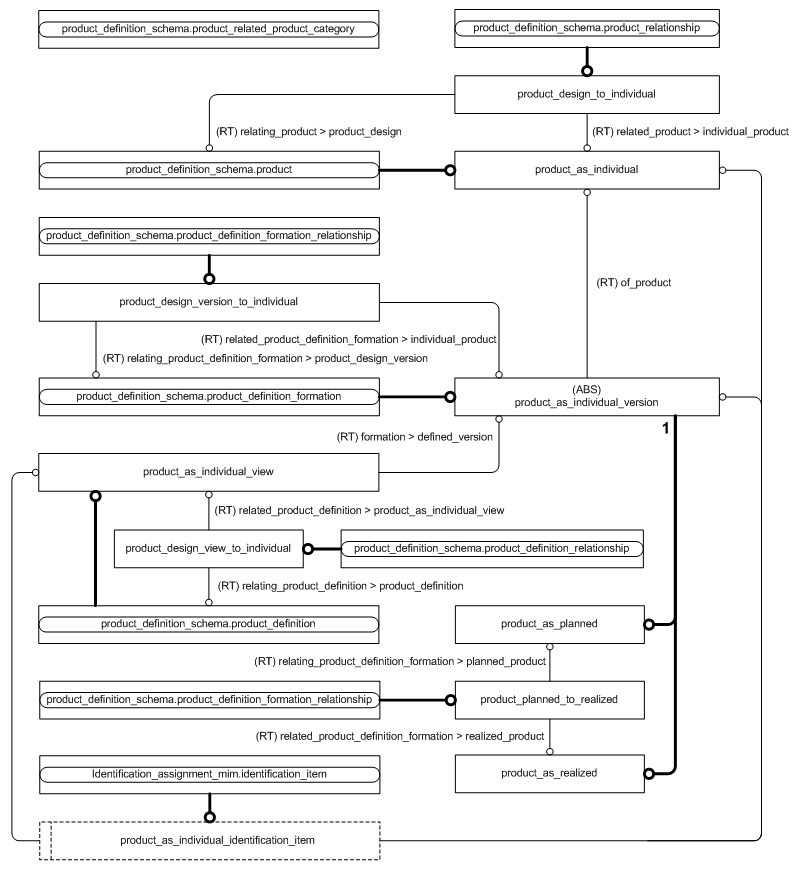 product_definition_schema.product_related_product_category
product_definition_schema.product_relationship
product_design_to_individual
(RT) relating_product > product_design
(RT) related_product > individual_product
product_definition_schema.product
product_as_individual
product_definition_schema.product_definition_formation_relationship
(RT) of_product
product_design_version_to_individual
(RT) related_product_definition_formation > individual_product
(RT) relating_product_definition_formation > product_design_version
(ABS)
product_definition_schema.product_definition_formation
product_as_individual_version
1
(RT) formation > defined_version
product_as_individual_view
(RT) related_product_definition > product_as_individual_view
product_design_view_to_individual
product_definition_schema.product_definition_relationship
(RT) relating_product_definition > product_definition
product_definition_schema.product_definition
product_as_planned
(RT) relating_product_definition_formation > planned_product
product_definition_schema.product_definition_formation_relationship
product_planned_to_realized
(RT) related_product_definition_formation > realized_product
Identification_assignment_mim.identification_item
product_as_realized
product_as_individual_identification_item